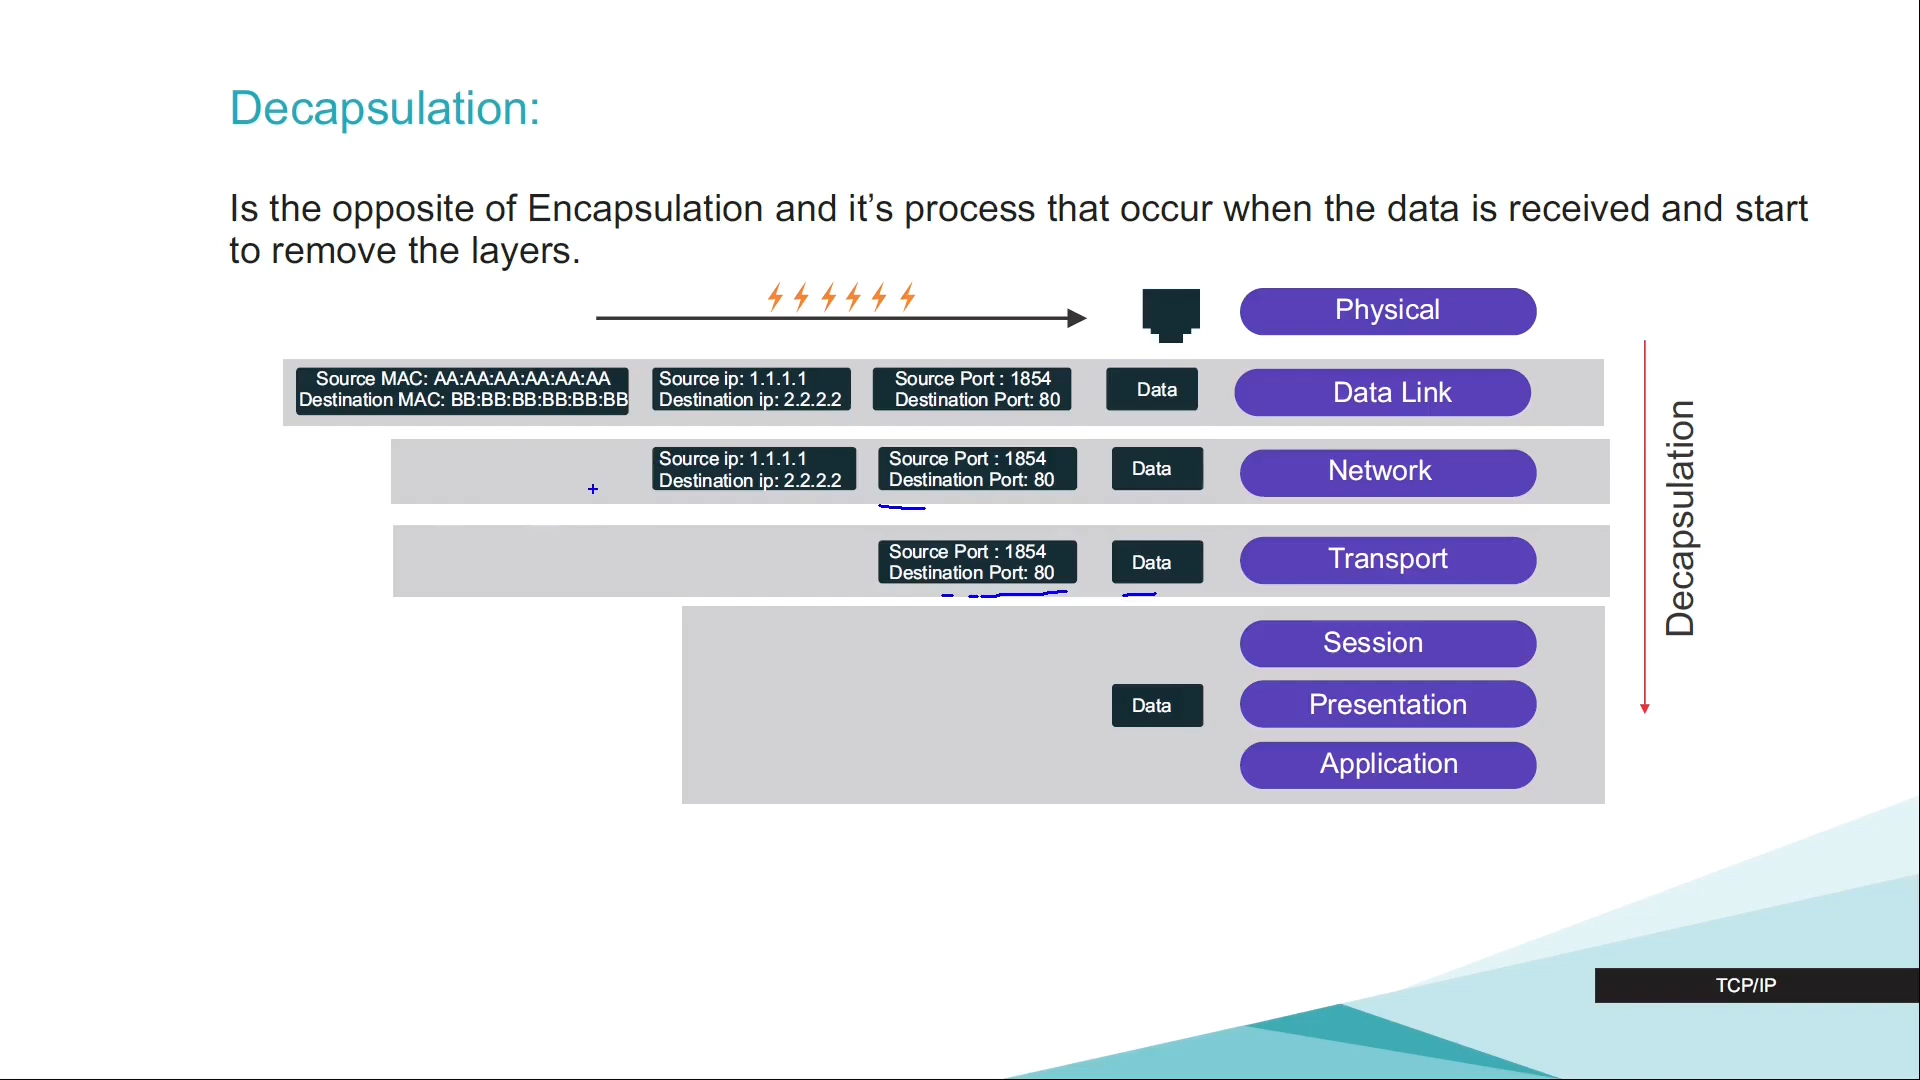 Decapsulation:
Is the opposite of Encapsulation and it’s process that occur when the data is received and start
to remove the layers.
Physical
Source MAC: AA:AA:AA:AA:AA:AA
Destination MAC: BB:BB:BB:BB:BB:BB
Source ip: 1.1.1.1
Destination ip: 2.2.2.2
Source Port : 1854
Destination Port: 80
Data
Data Link
Source ip: 1.1.1.1
Destination ip: 2.2.2.2
Source Port : 1854
Destination Port: 80
Data
Network
Source Port : 1854
Destination Port: 80
Data
Transport
Session
Data
Presentation
Application
Decapsulation
TCP/IP